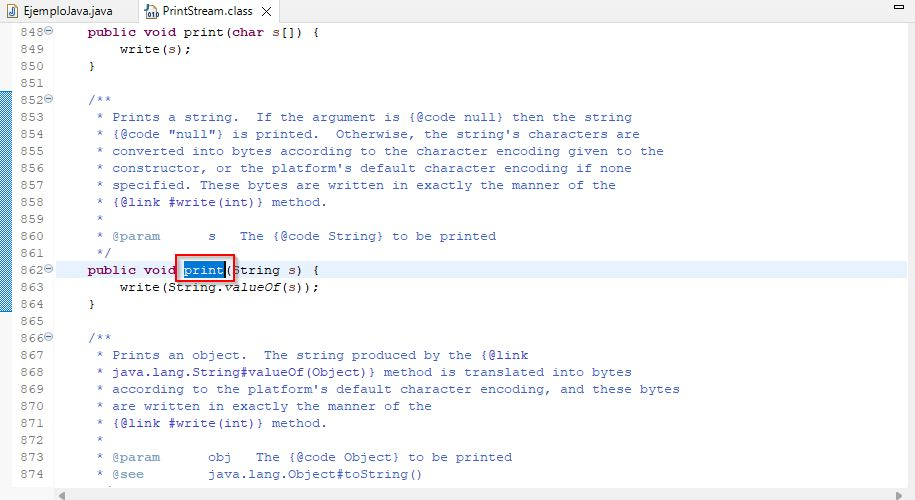 EjemploJava.java PrintStream.class
848 public void print(char s[]) {
849 write(s);
850 }
851
852 /**
853 * Prints a string. If the argument is {@code null} then the string
854 * {@code "null"} is printed. Otherwise, the string's characters are
855 * converted into bytes according to the character encoding given to the
856 * constructor, or the platform's default character encoding if none
857 * specified. These bytes are written in exactly the manner of the
858 * {@link #write(int)} method.
859 *
860 * @param s The {@code String} to be printed
861 */
862 public void print(String s) {
863 write(String.valueOf(s));
864 }
865
866 /**
867 * Prints an object. The string produced by the {@link
868 * java.lang.String#valueOf(Object)} method is translated into bytes
869 * according to the platform's default character encoding, and these bytes
870 * are written in exactly the manner of the
871 * {@link #write(int)} method.
872 *
873 * @param obj The {@code Object} to be printed
874 * @see java.lang.Object#toString()